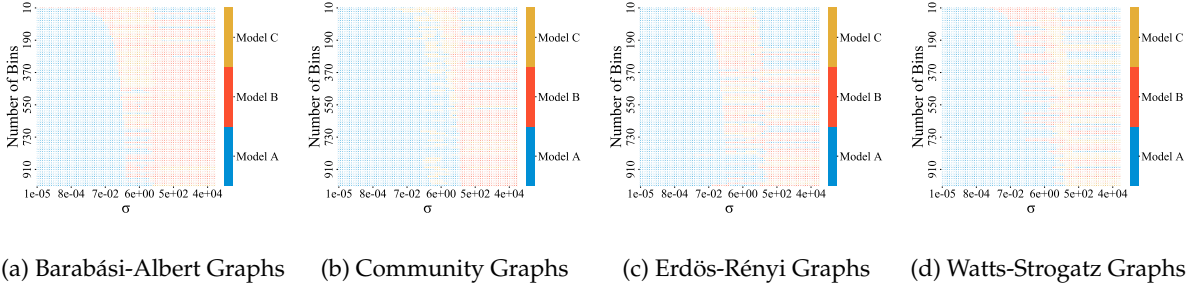 Number of Bins
10
190
370
550
730
910
1e-05 8e-04 7e-02 6e+00 5e+02 4e+04
σ
Model C
Model B
Model A
(a) Barabási-Albert Graphs
Number of Bins
10
190
370
550
730
910
1e-05 8e-04 7e-02 6e+00 5e+02 4e+04
σ
Model C
Model B
Model A
(b) Community Graphs
Number of Bins
10
190
370
550
730
910
1e-05 8e-04 7e-02 6e+00 5e+02 4e+04
σ
Model C
Model B
Model A
(c) Erdös-Rényi Graphs
Number of Bins
10
190
370
550
730
910
1e-05 8e-04 7e-02 6e+00 5e+02 4e+04
σ
Model C
Model B
Model A
(d) Watts-Strogatz Graphs